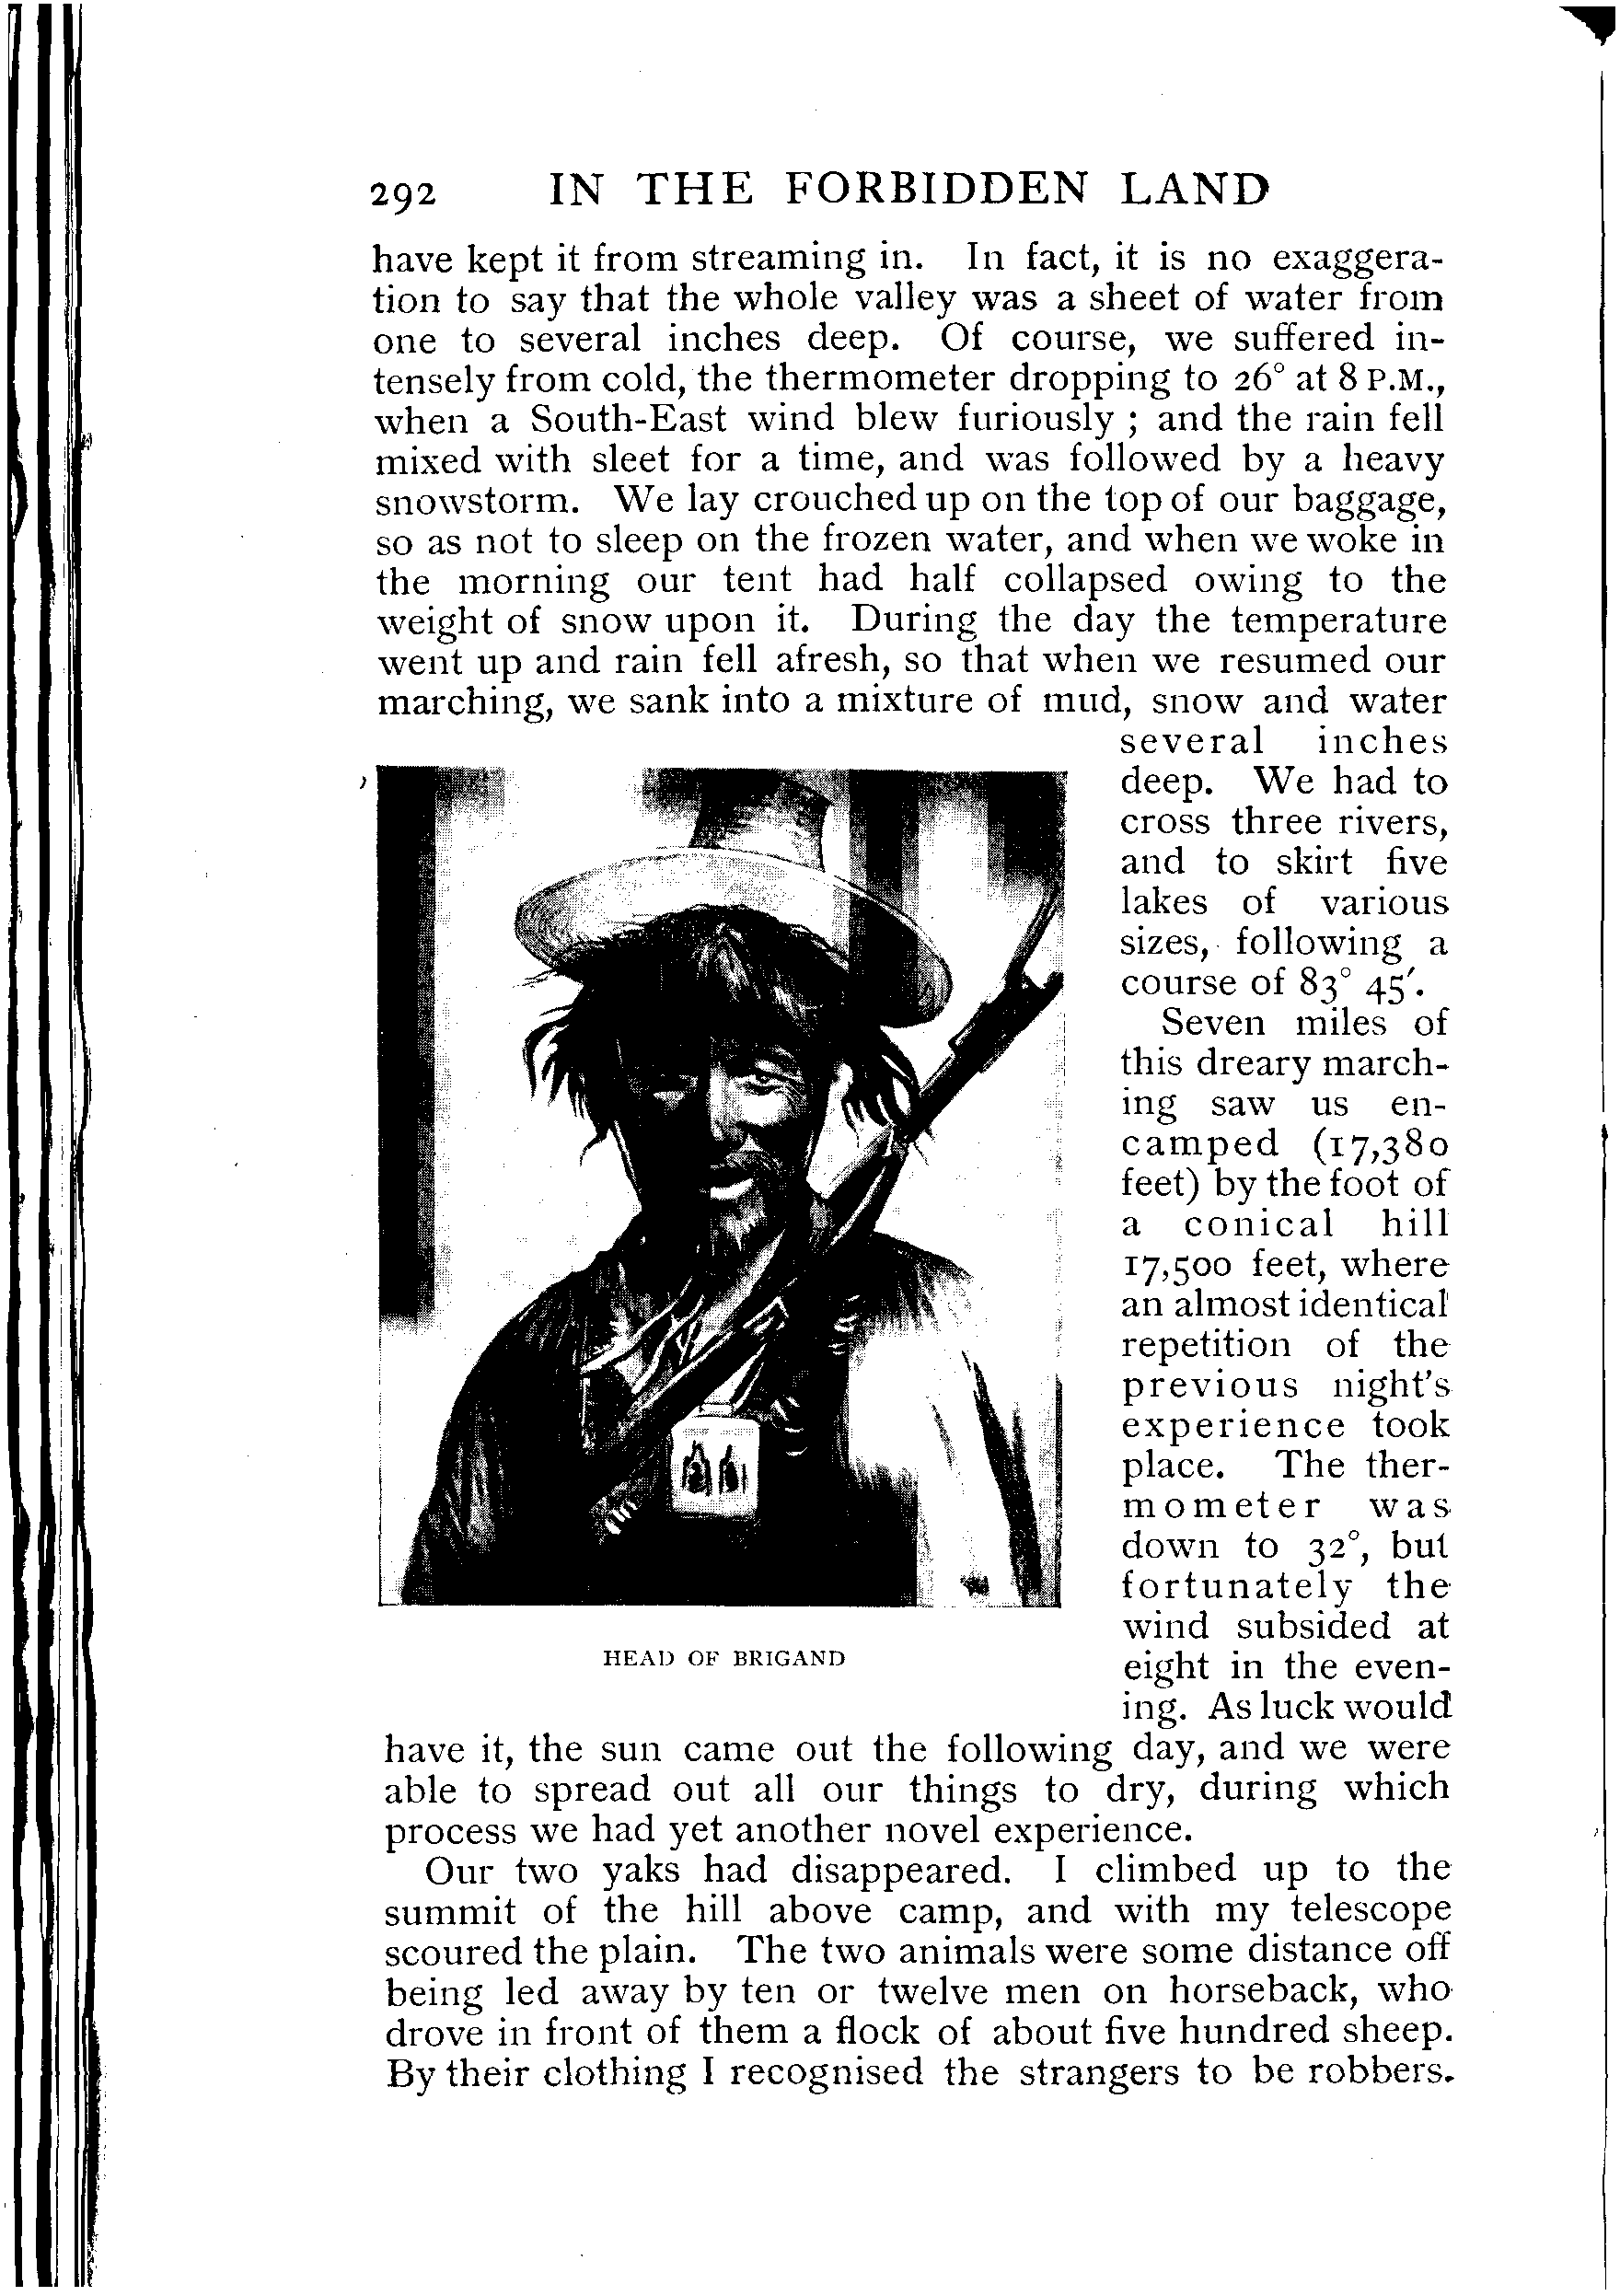 292 IN THE FORBIDDEN LAND
have kept it from streaming in. In fact, it is no exaggera-
tion to say that the whole valley was a sheet of water from
one to several inches deep. Of course, we suffered in-
tensely from cold, the thermometer dropping to 26° at 8 P.M.,
when a South-East wind blew furiously ; and the rain fell
mixed with sleet for a time, and was followed by a heavy
snowstorm. We lay crouched up on the top of our baggage,
so as not to sleep on the frozen water, and when we woke in
the morning our tent had half collapsed owing to the
weight of snow upon it. During the day the temperature
went up and rain fell afresh, so that when we resumed our
marching, we sank into a mixture of mud, snow and water
several inches
deep. We had to
cross three rivers,
and to skirt five
lakes of various
sizes, following a
course of 83° 45′.
Seven miles of
this dreary march-
ing saw us en-
camped (17,380
feet) by the foot of
a conical hill
17,500 feet, where
an almost identical
repetition of the
previous night's
experience took
place. The ther-
mometer was
down to 32°, but
fortunately the
wind subsided at
eight in the even-
ing. As luck would
HEAD OF BRIGAND
have it, the sun came out the following day, and we were
able to spread out all our things to dry, during which
process we had yet another novel experience.
Our two yaks had disappeared. I climbed up to the
summit of the hill above camp, and with my telescope
scoured the plain. The two animals were some distance off
being led away by ten or twelve men on horseback, who
drove in front of them a flock of about five hundred sheep.
By their clothing I recognised the strangers to be robbers.